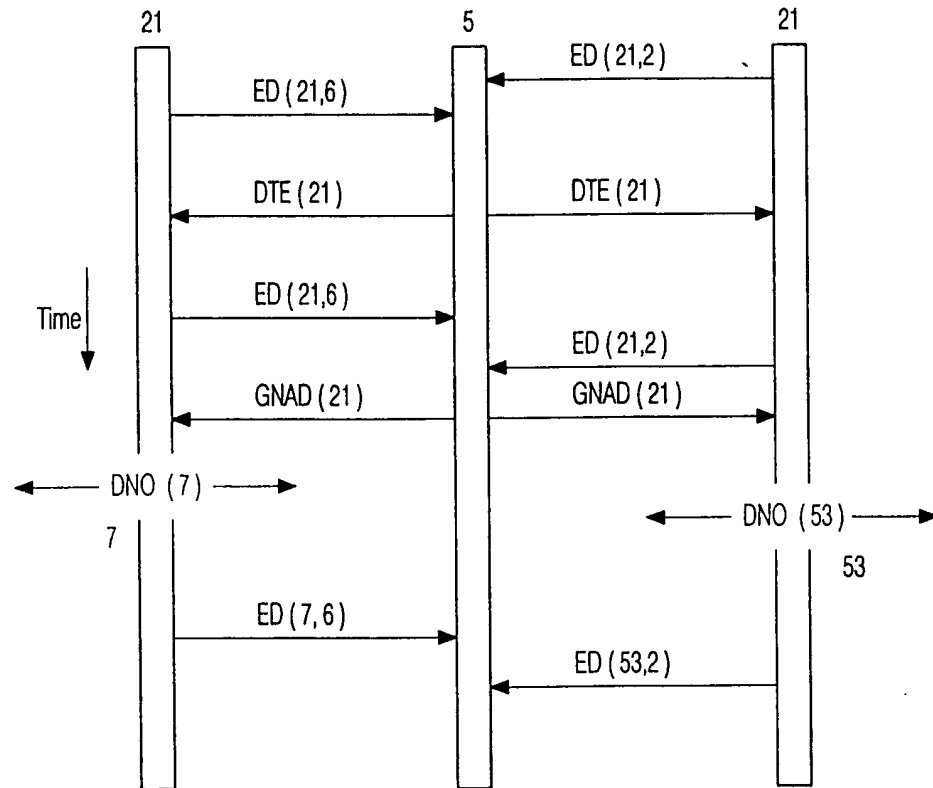 21
5
21
ED (21,2)
ED (21,6)
DTE (21)
DTE (21)
ED (21,6)
Time
ED (21,2)
GNAD (21)
GNAD (21)
DNO (7)
DNO (53)
7
53
ED (7,6)
ED (53,2)